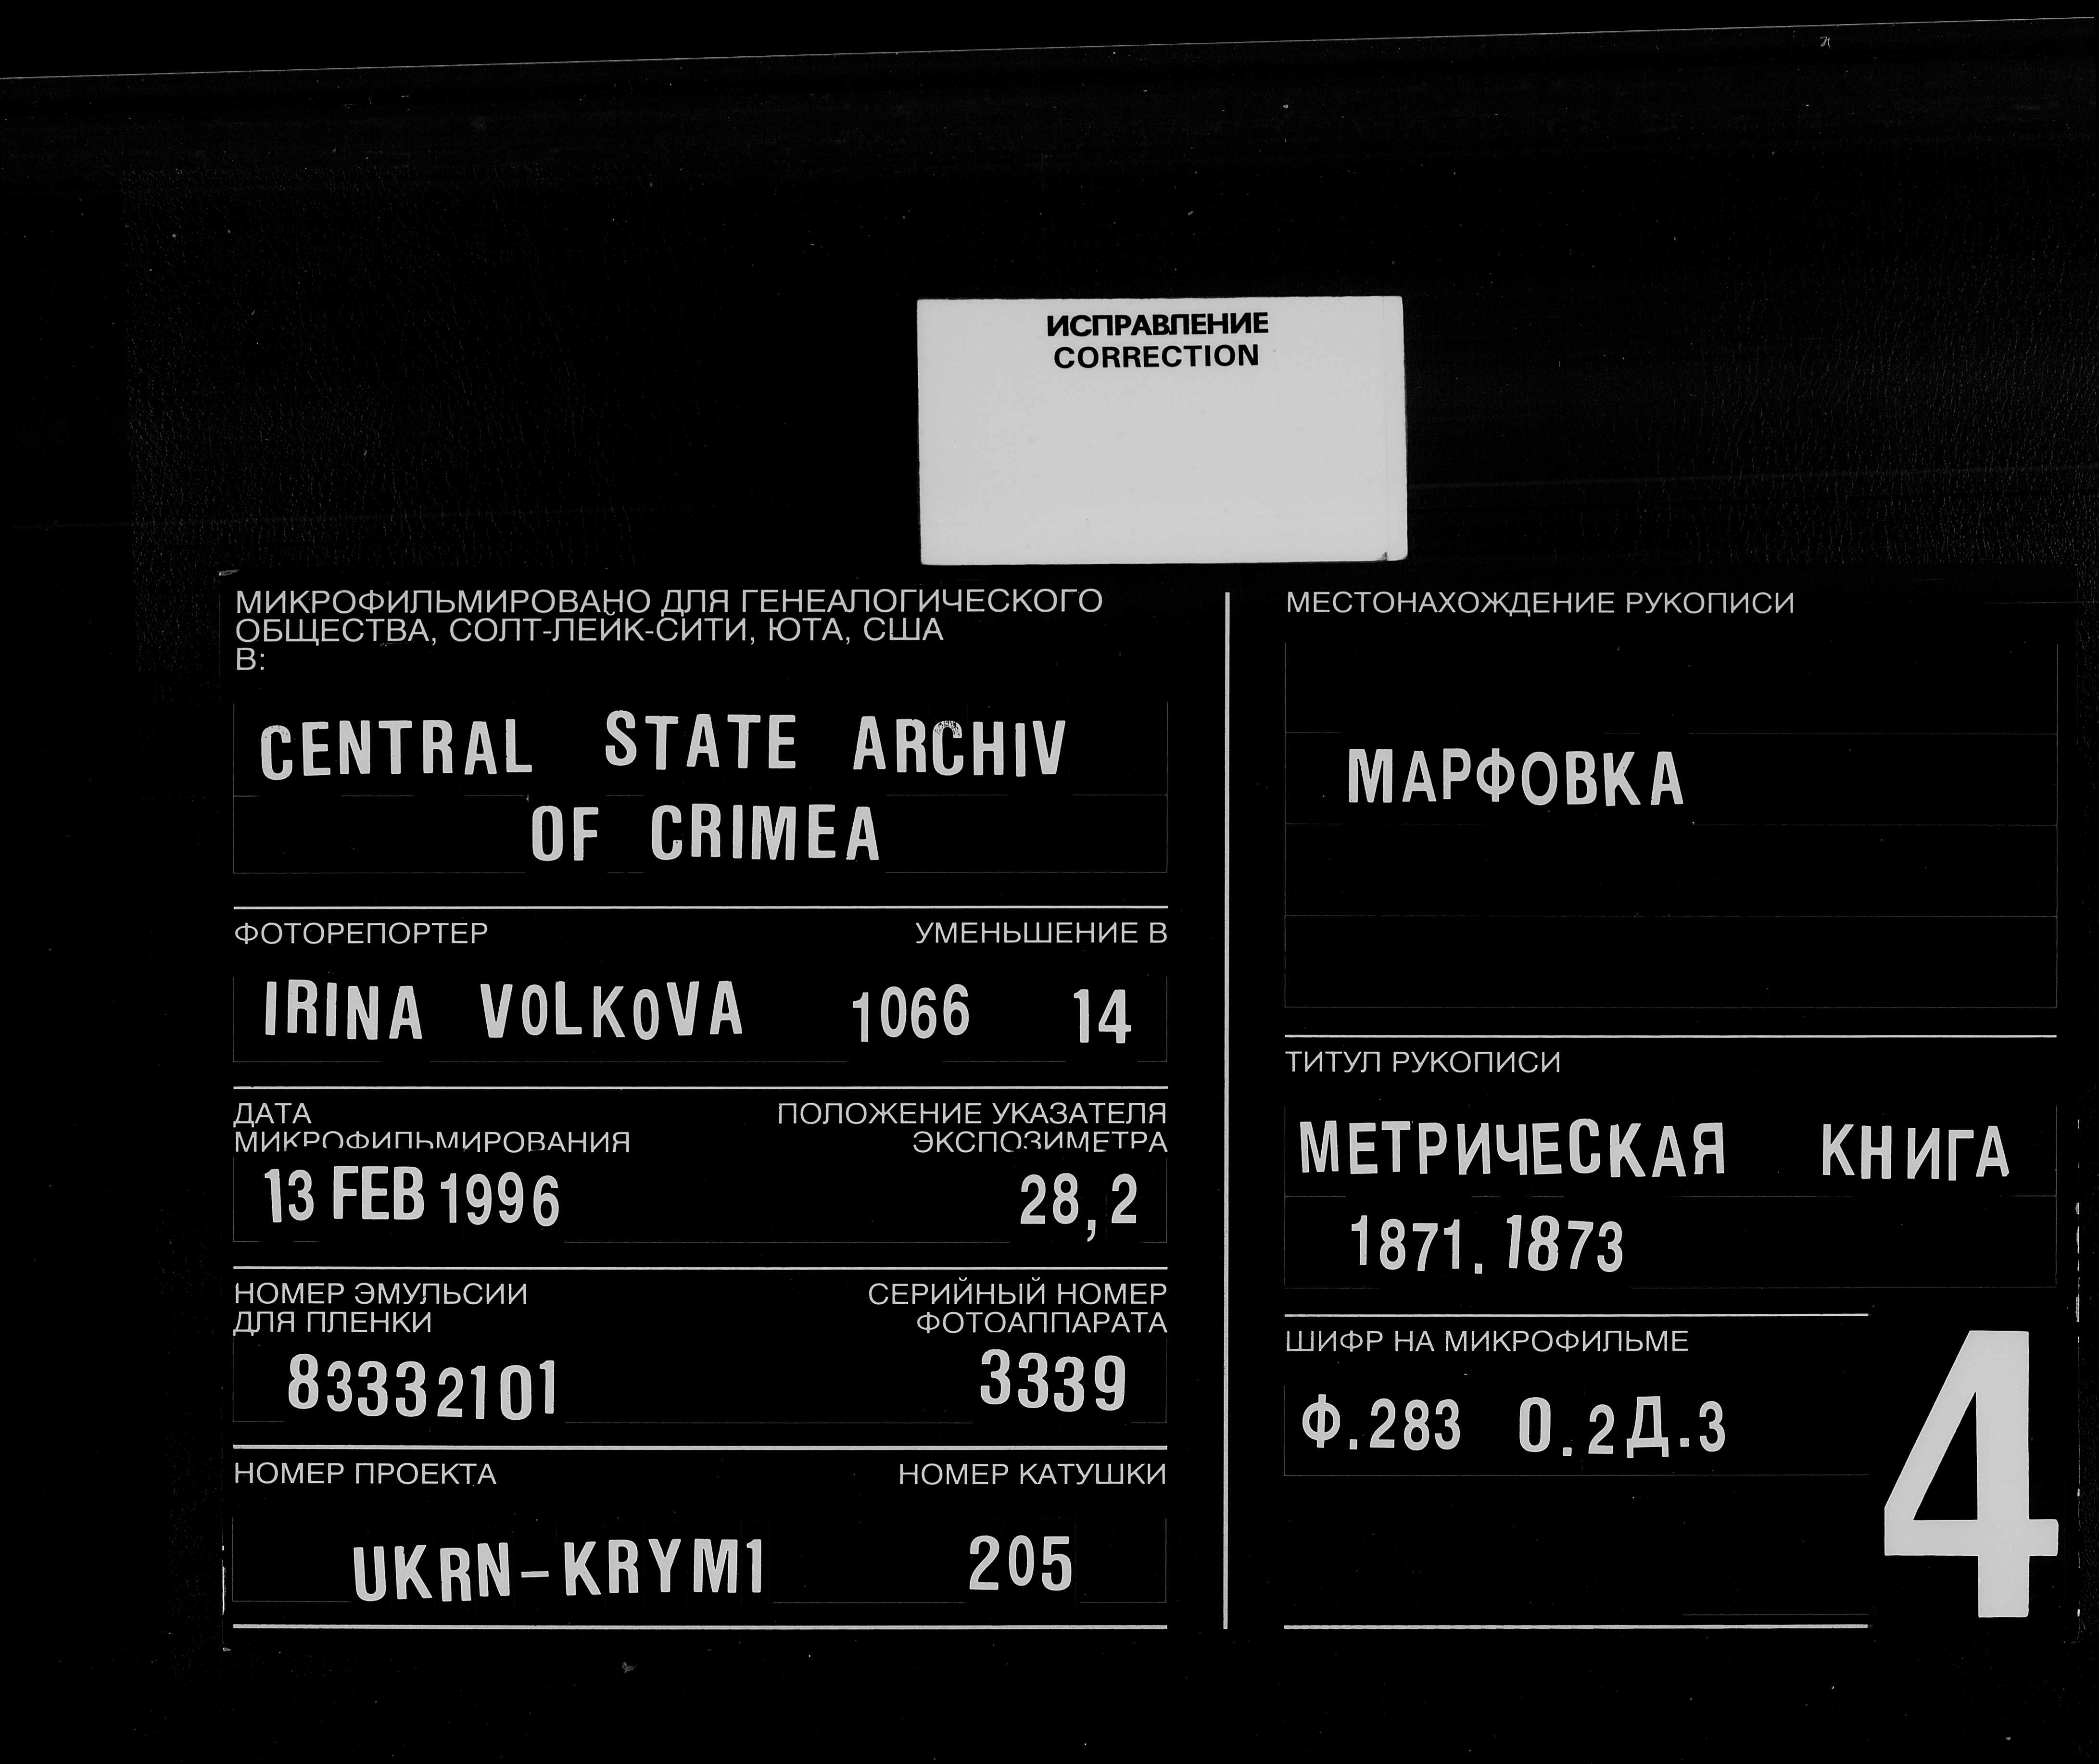 ИСПРАВЛЕНИЕ
CORRECTION
МИКРОФИЛЬМИРОВАНО ДЛЯ ГЕНЕАЛОГИЧЕСКОГО
ОБЩЕСТВА, СОЛТ-ЛЕЙК-СИТИ, ЮТА, США
В:
CENTRAL STATE ARCHIV
OF CRIMEA
ФОТОРЕПОРТЕР УМЕНЬШЕНИЕ В
IRINA VOLKOVA 1066 14
ДАТА ПОЛОЖЕНИЕ УКАЗАТЕЛЯ
МИКРОФИЛЬМИРОВАНИЯ ЭКСПОЗИМЕТРА
13 FEB 1996 28,2
НОМЕР ЭМУЛЬСИИ СЕРИЙНЫЙ НОМЕР
ДЛЯ ПЛЕНКИ ФОТОАППАРАТА
83332101 3339
НОМЕР ПРОЕКТА НОМЕР КАТУШКИ
UKRN-KRYM1 205
МЕСТОНАХОЖДЕНИЕ РУКОПИСИ
МАРФОВКА
ТИТУЛ РУКОПИСИ
МЕТРИЧЕСКАЯ КНИГА
1871. 1873
ШИФР НА МИКРОФИЛЬМЕ
Ф.283 О.2Д.3
4